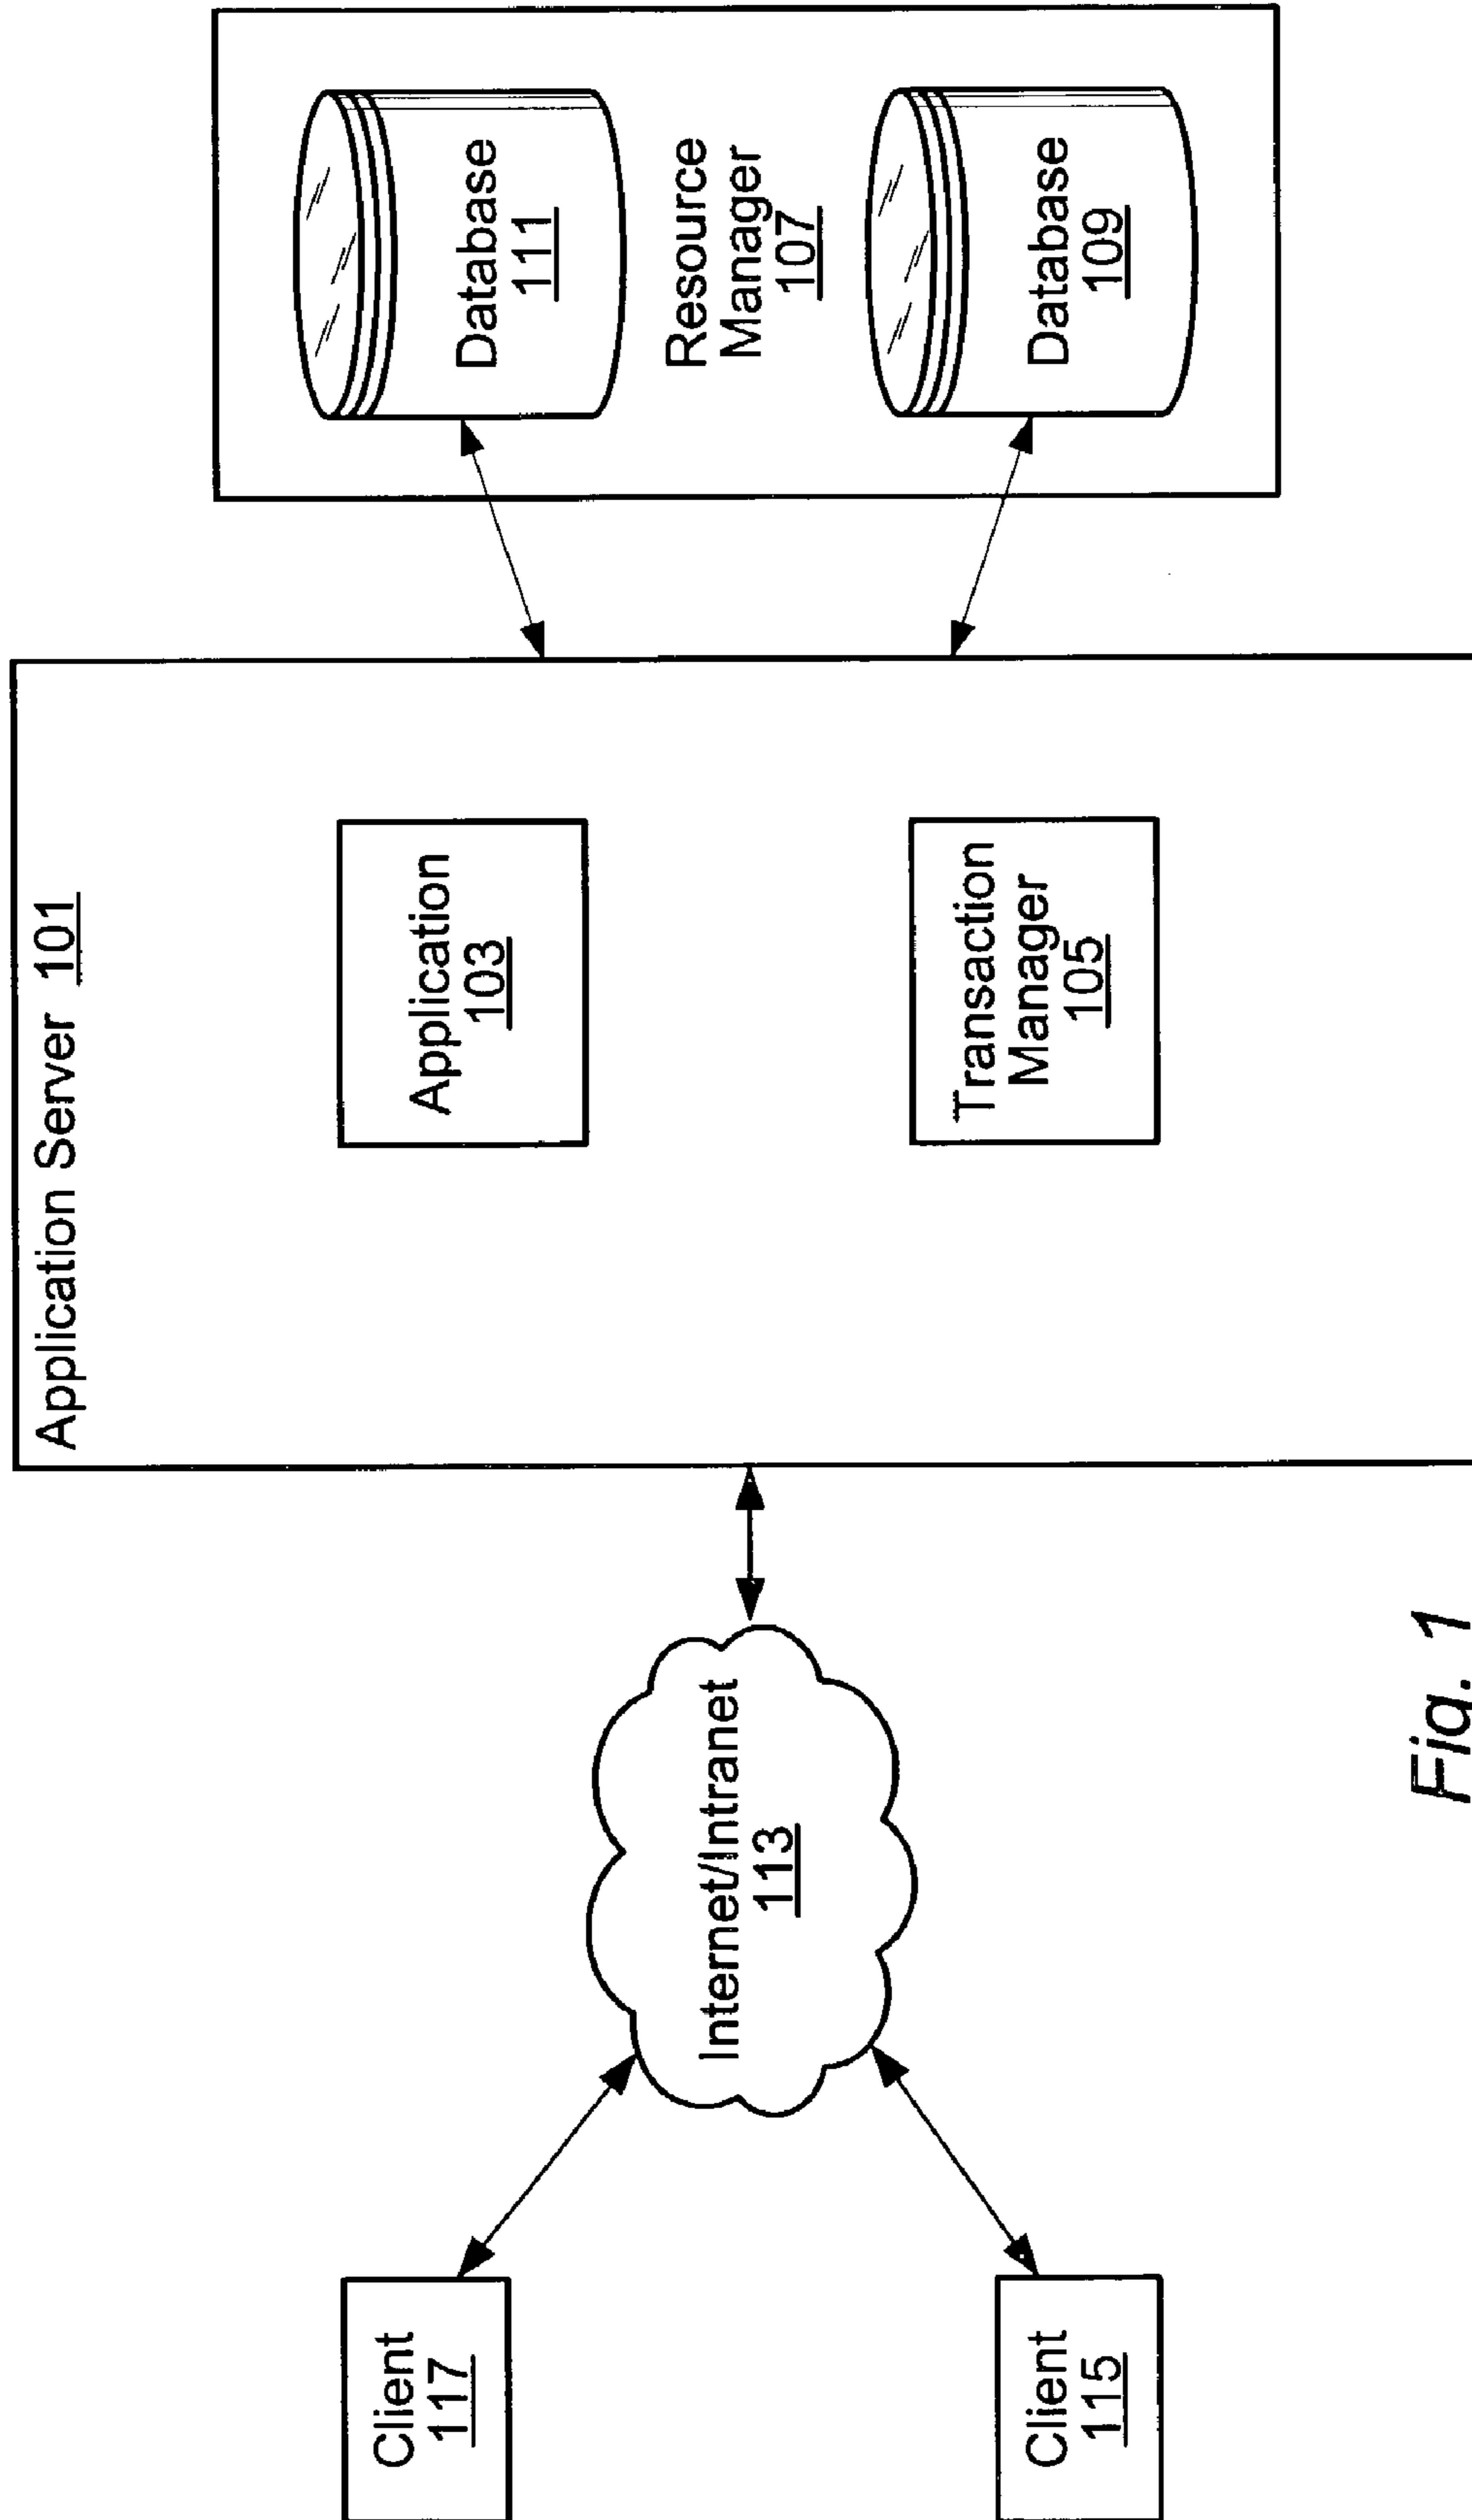 Application Server 101
Client
117
Internet/Intranet
113
Client
115
Application
103
Transaction
Manager
105
Database
111
Resource
Manager
107
Database
109
Fig. 1